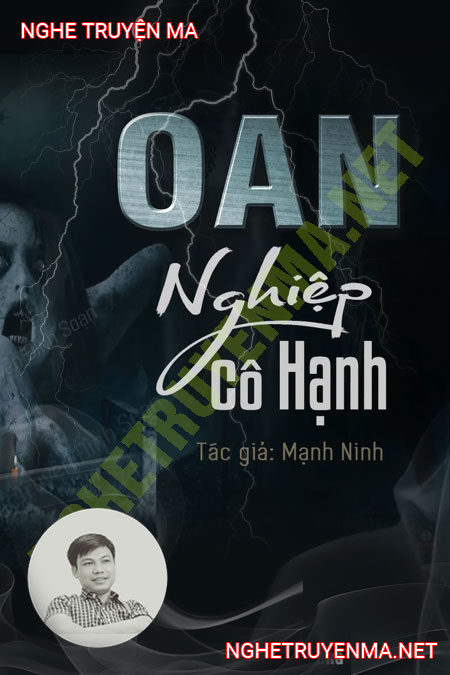 NGHE TRUYỆN MA
OAN
Nghiệp
cô Hạnh
Tác giả: Mạnh Ninh
NGHETRUYENMA.NET
NGHETRUYENMA.NET